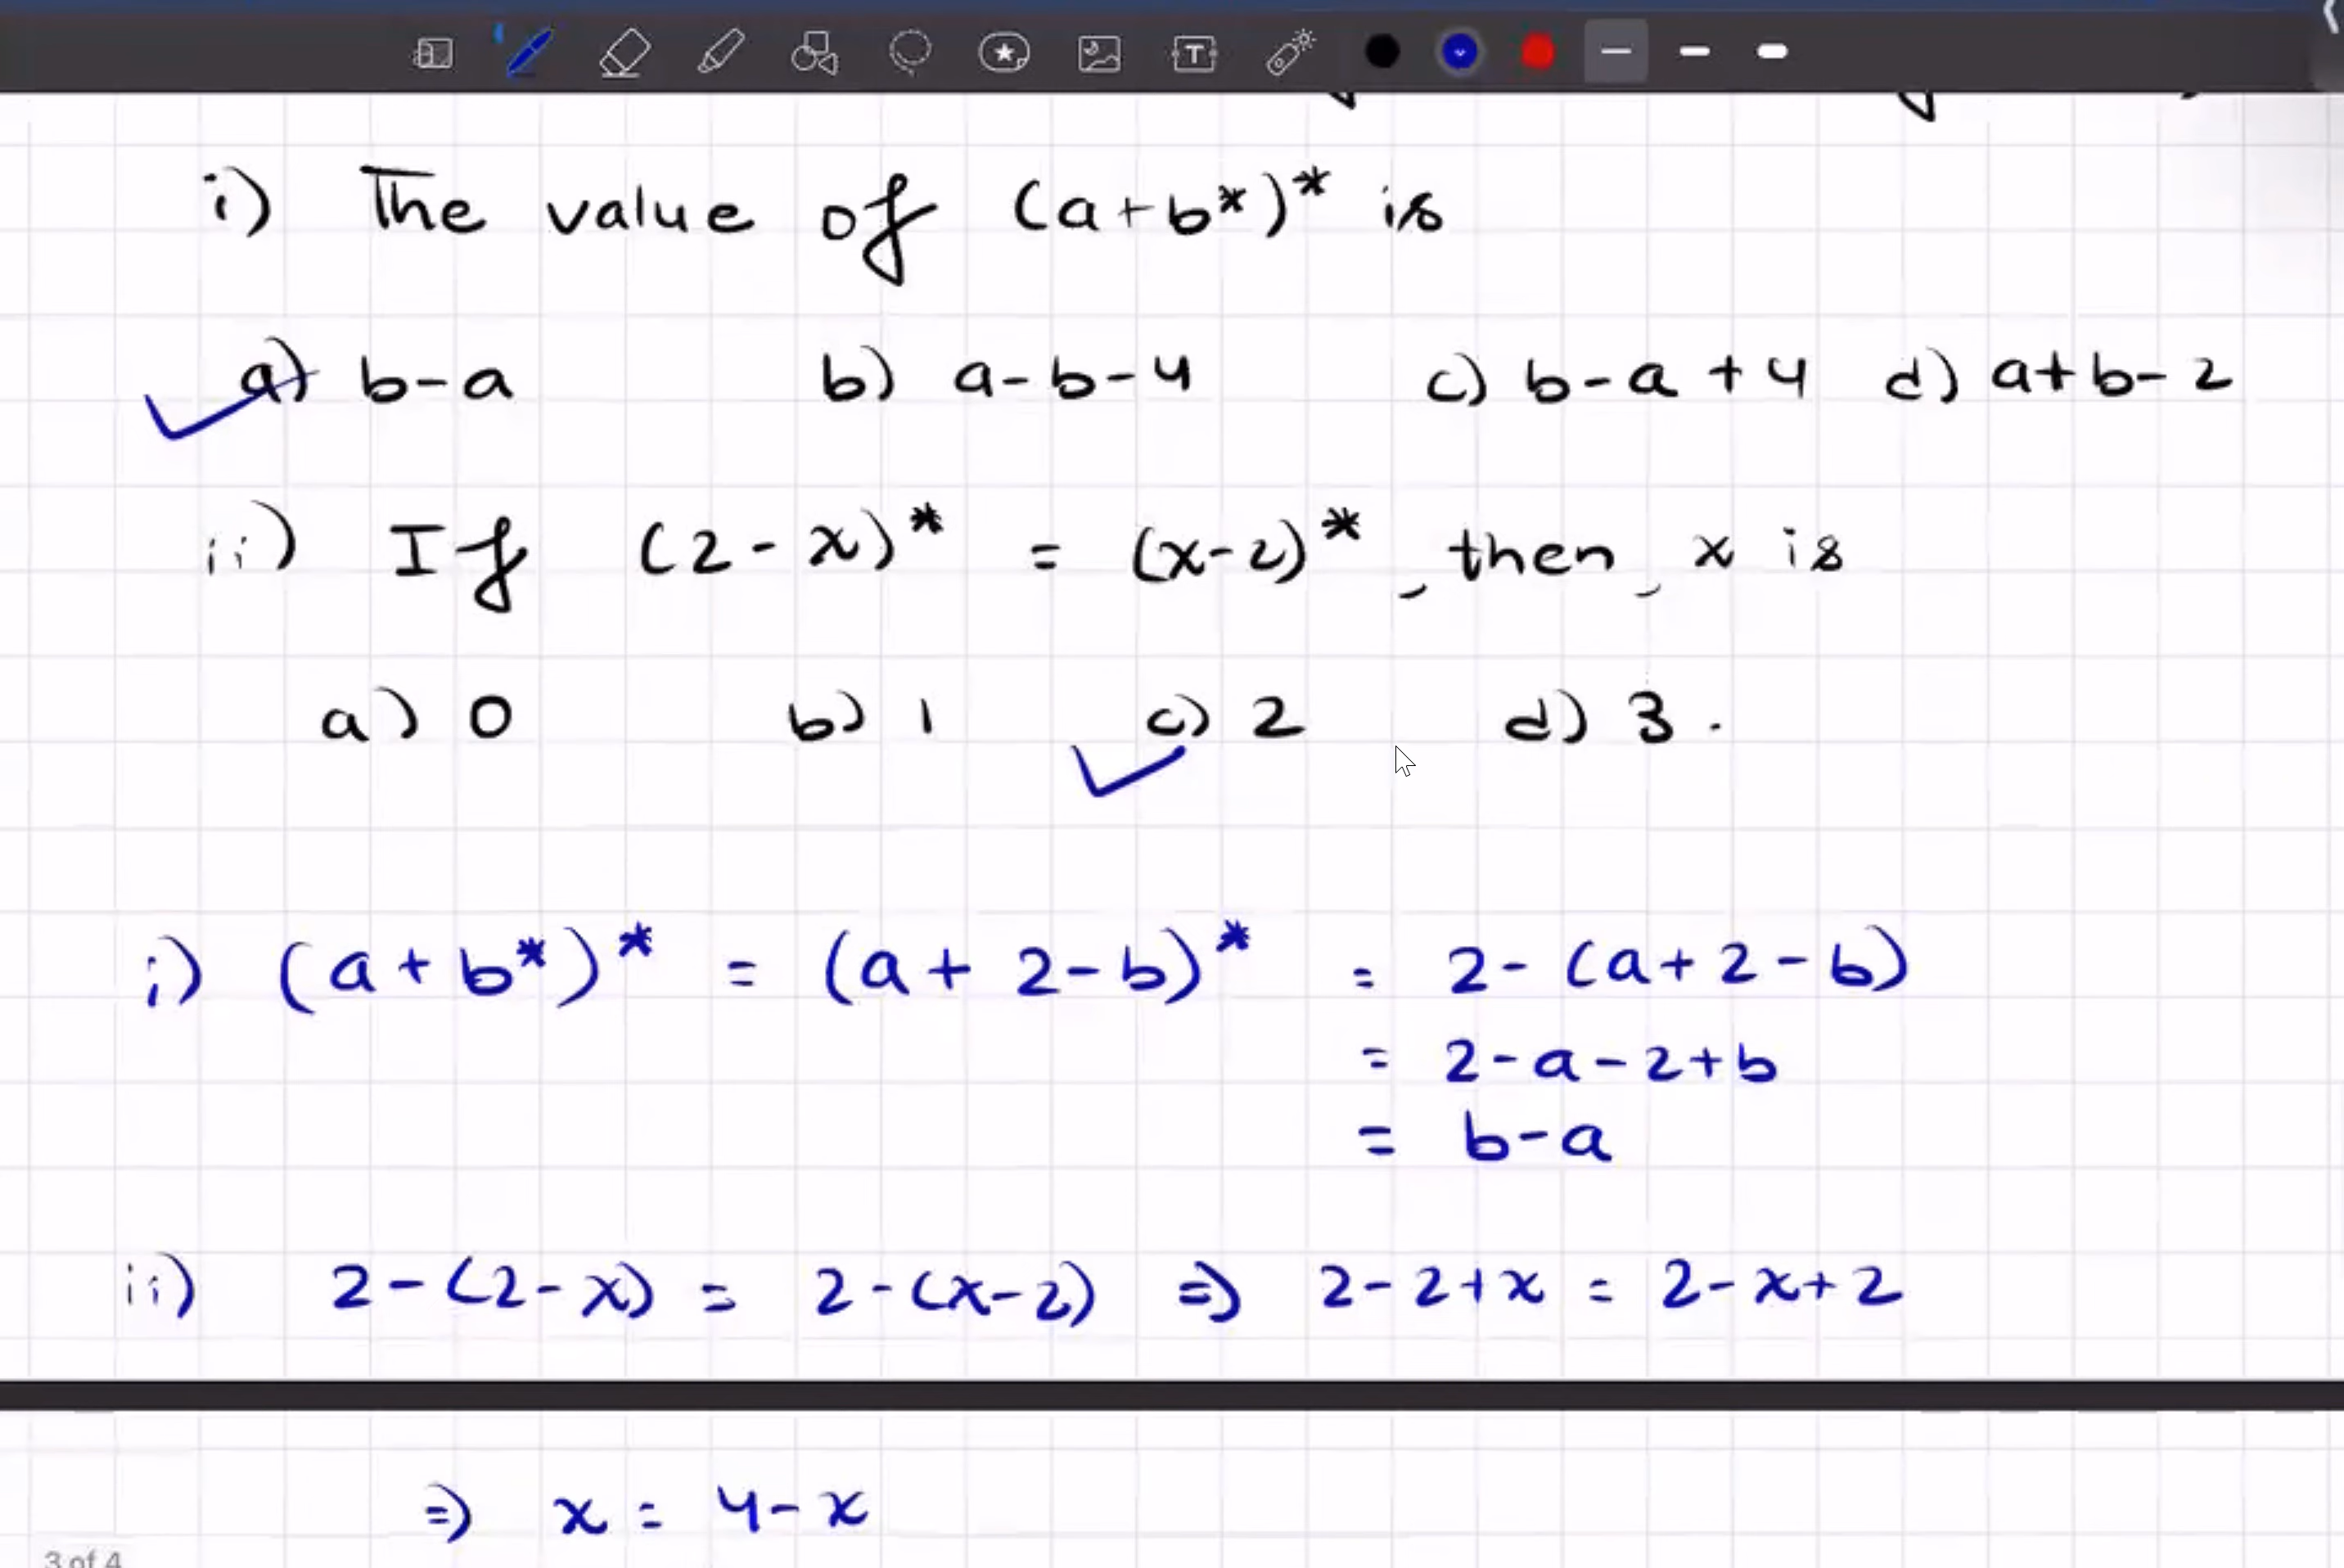 i) The value of (a+b*)* is
a) b-a b) a-b-4 c) b-a+4 d) a+b-2
ii) If (2-x)* = (x-2)*, then, x is
a) 0 b) 1 c) 2 d) 3.
i) (a+b*)* = (a+2-b)* = 2-(a+2-b)
= 2-a-2+b
= b-a
ii) 2-(2-x) = 2-(x-2) ⇒ 2-2+x = 2-x+2
⇒ x = 4-x
3 of 4